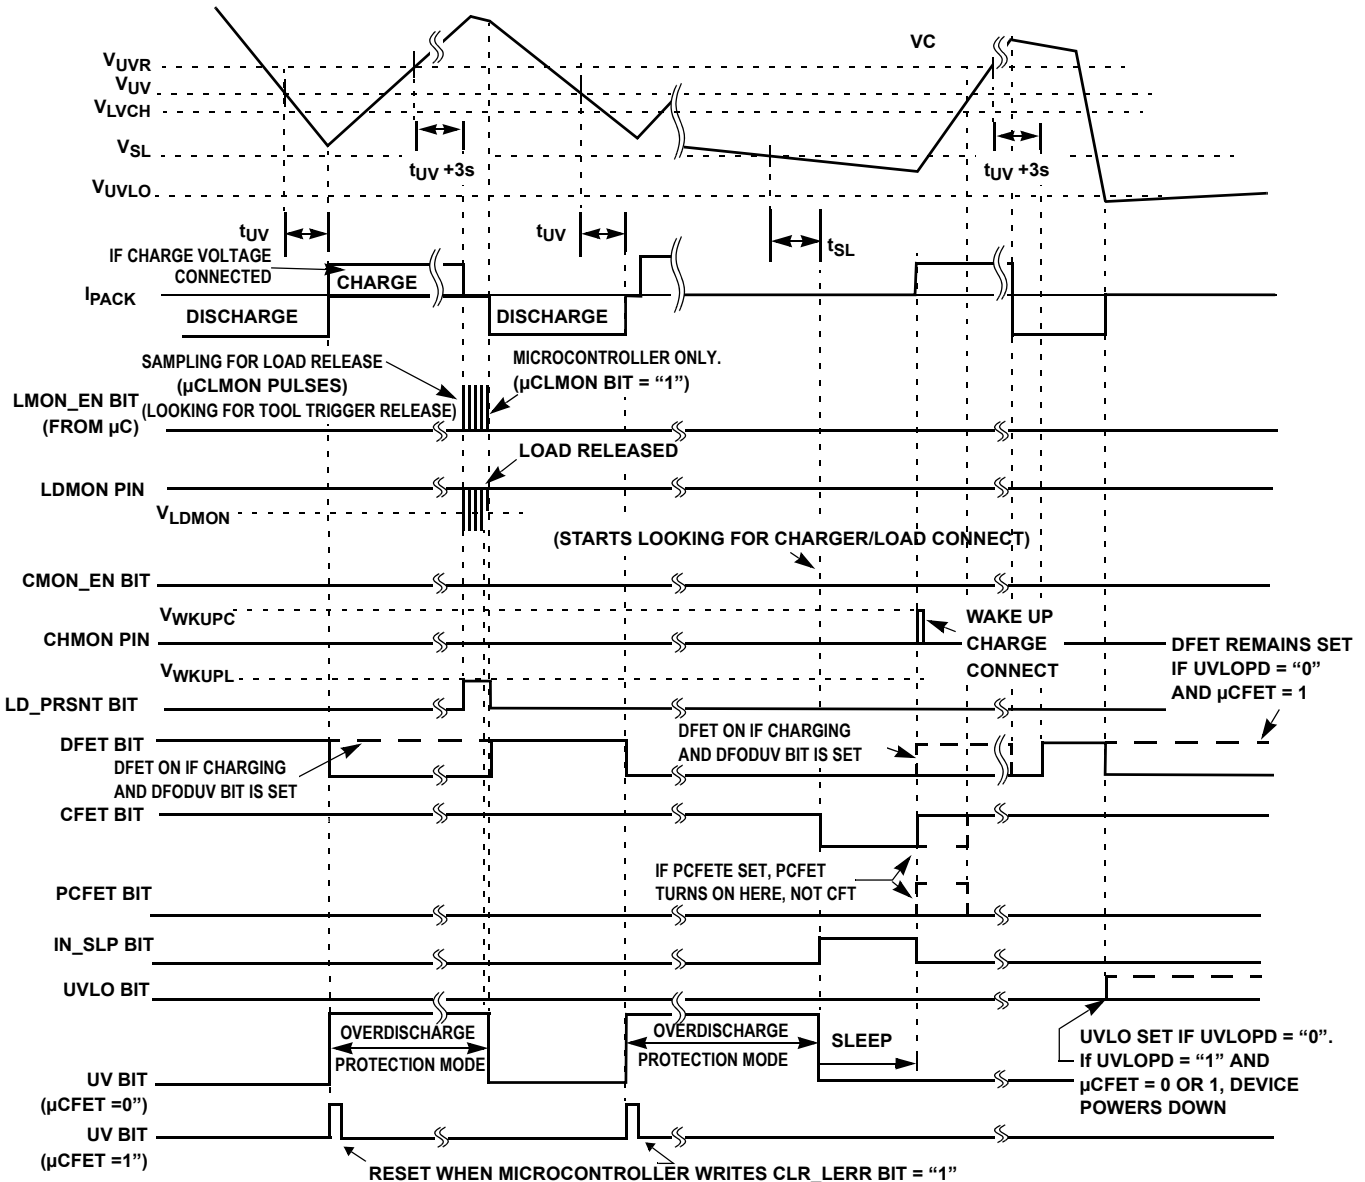 VC
VUVR
VUV
VLVCH
VSL
VUVLO
tUV +3s
tUV +3s
tUV
tUV
tSL
IF CHARGE VOLTAGE
CONNECTED
CHARGE
IPACK
DISCHARGE
DISCHARGE
SAMPLING FOR LOAD RELEASE
(µCLMON PULSES)
(LOOKING FOR TOOL TRIGGER RELEASE)
MICROCONTROLLER ONLY.
(µCLMON BIT = “1”)
LMON_EN BIT
(FROM µC)
LOAD RELEASED
LDMON PIN
VLDMON
(STARTS LOOKING FOR CHARGER/LOAD CONNECT)
CMON_EN BIT
VWKUPC
CHMON PIN
WAKE UP
CHARGE
CONNECT
VWKUPL
LD_PRSNT BIT
DFET REMAINS SET
IF UVLOPD = “0”
AND µCFET = 1
DFET BIT
DFET ON IF CHARGING
AND DFODUV BIT IS SET
DFET ON IF CHARGING
AND DFODUV BIT IS SET
CFET BIT
IF PCFETE SET, PCFET
TURNS ON HERE, NOT CFT
PCFET BIT
IN_SLP BIT
UVLO BIT
OVERDISCHARGE
PROTECTION MODE
OVERDISCHARGE
PROTECTION MODE
SLEEP
UVLO SET IF UVLOPD = “0”.
If UVLOPD = “1” AND
µCFET = 0 OR 1, DEVICE
POWERS DOWN
UV BIT
(µCFET =0”)
UV BIT
(µCFET =1”)
RESET WHEN MICROCONTROLLER WRITES CLR_LERR BIT = “1”